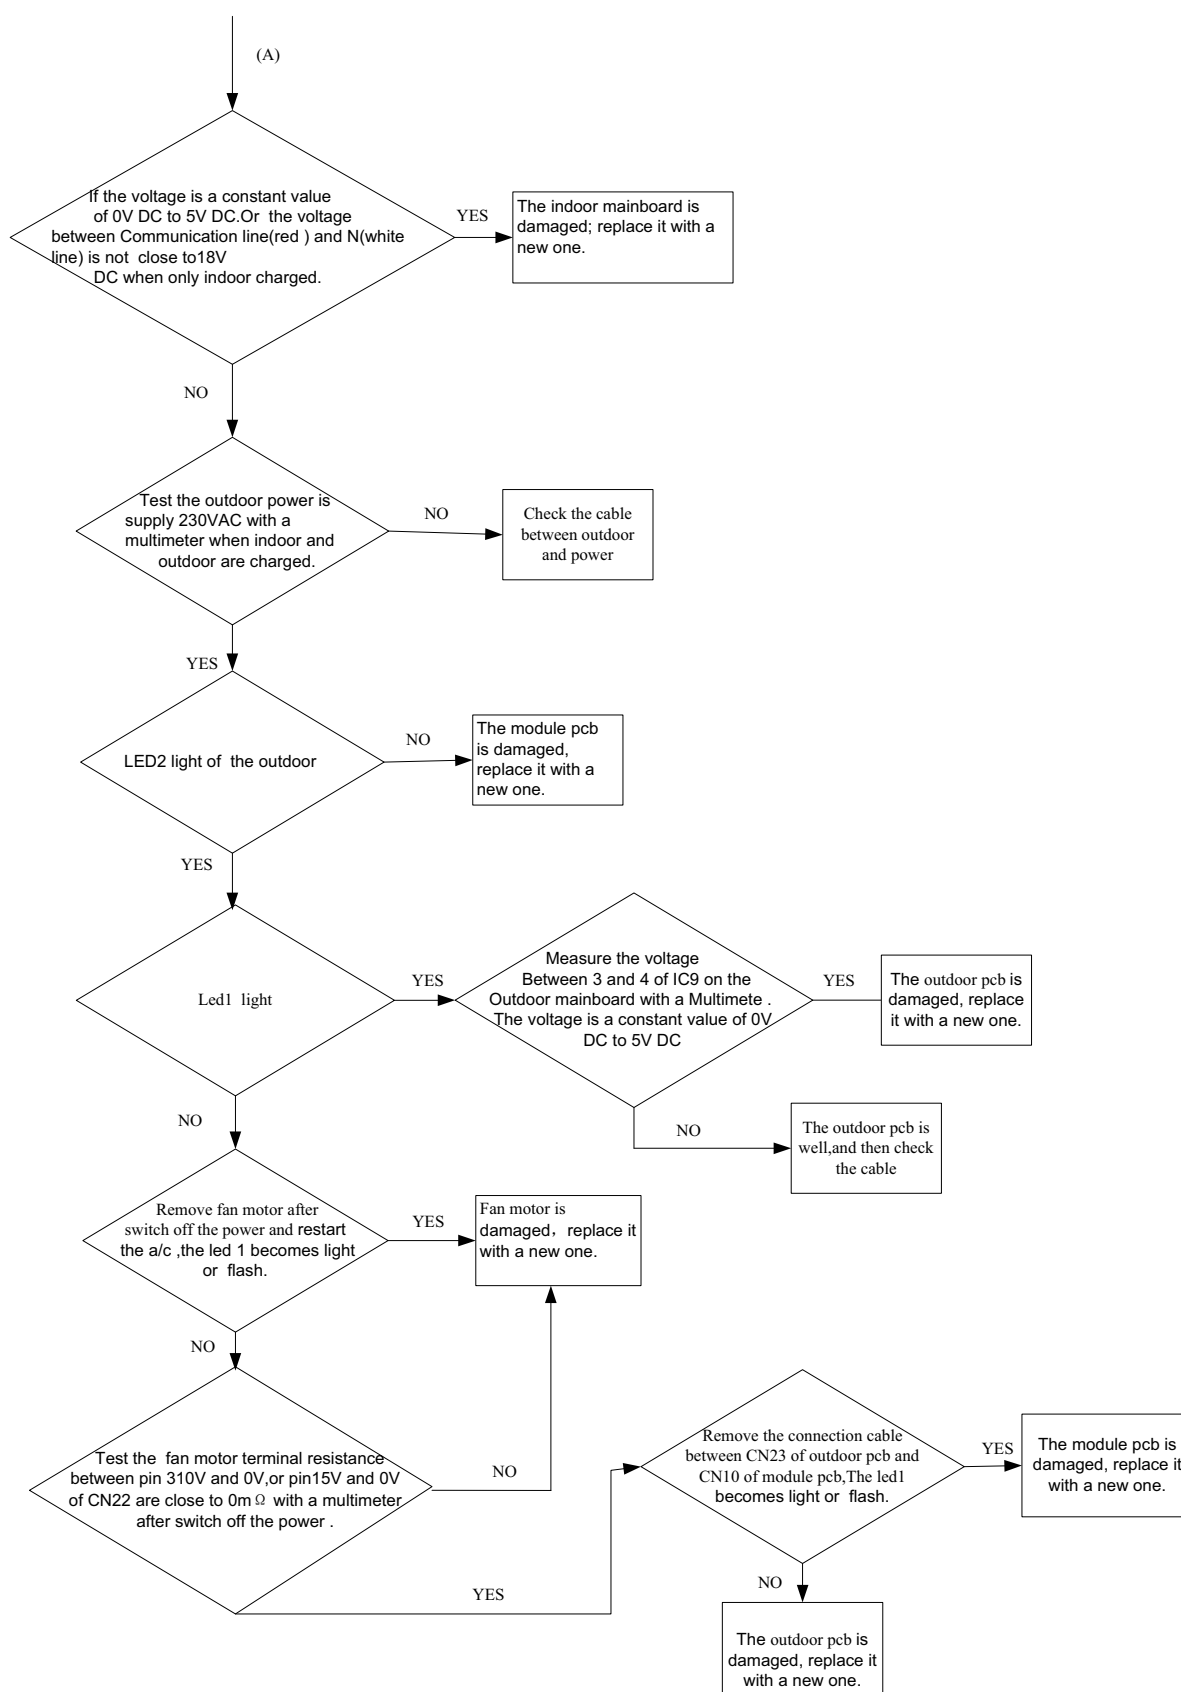 (A)
If the voltage is a constant value
of 0V DC to 5V DC.Or the voltage
between Communication line(red ) and N(white
line) is not close to18V
DC when only indoor charged.
YES
The indoor mainboard is
damaged; replace it with a
new one.
NO
Test the outdoor power is
supply 230VAC with a
multimeter when indoor and
outdoor are charged.
NO
Check the cable
between outdoor
and power
YES
LED2 light of the outdoor
NO
The module pcb
is damaged,
replace it with a
new one.
YES
Led1 light
YES
Measure the voltage
Between 3 and 4 of IC9 on the
Outdoor mainboard with a Multimete .
The voltage is a constant value of 0V
DC to 5V DC
YES
The outdoor pcb is
damaged, replace
it with a new one.
NO
The outdoor pcb is
well,and then check
the cable
NO
Remove fan motor after
switch off the power and restart
the a/c ,the led 1 becomes light
or flash.
YES
Fan motor is
damaged，replace it
with a new one.
NO
Test the fan motor terminal resistance
between pin 310V and 0V,or pin15V and 0V
of CN22 are close to 0mΩ with a multimeter
after switch off the power .
NO
YES
Remove the connection cable
between CN23 of outdoor pcb and
CN10 of module pcb,The led1
becomes light or flash.
YES
The module pcb is
damaged, replace it
with a new one.
NO
The outdoor pcb is
damaged, replace it
with a new one.